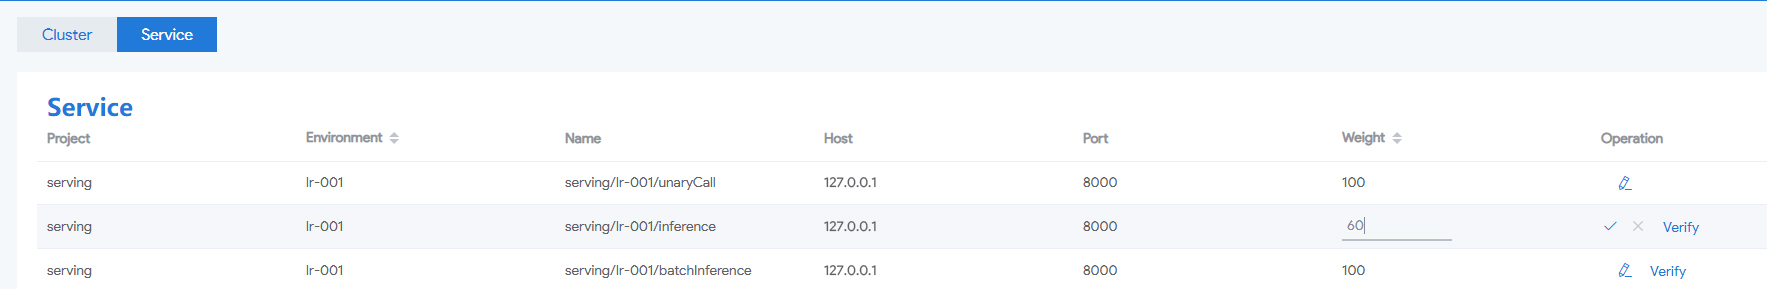 Cluster Service
Service
Project Environment Name Host Port Weight Operation
serving lr-001 serving/lr-001/unaryCall 127.0.0.1 8000 100
serving lr-001 serving/lr-001/inference 127.0.0.1 8000 60 Verify
serving lr-001 serving/lr-001/batchInference 127.0.0.1 8000 100 Verify